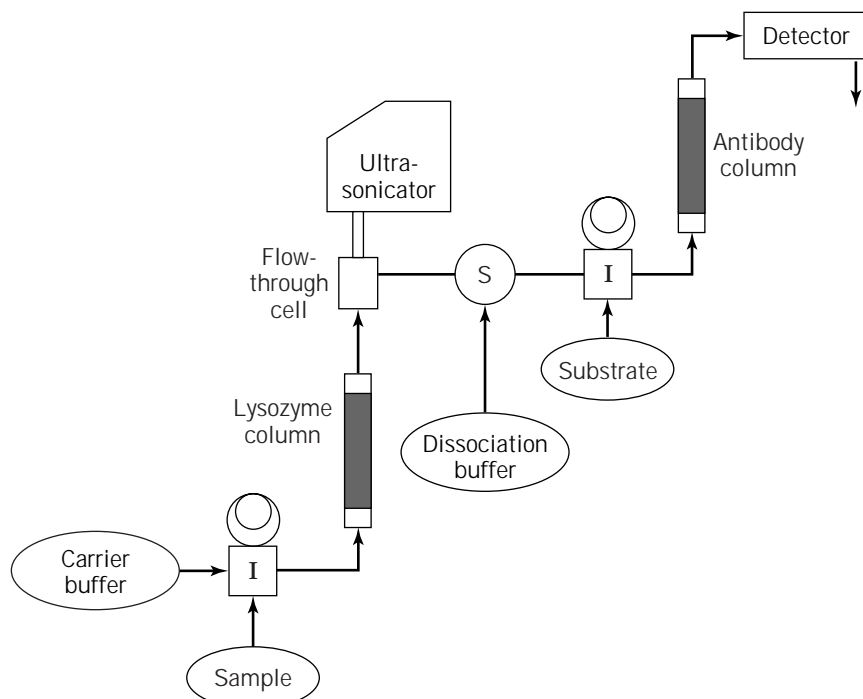 Detector
Antibody
column
Ultra-
sonicator
Flow-
through
cell
S
I
Substrate
Lysozyme
column
Dissociation
buffer
Carrier
buffer
I
Sample